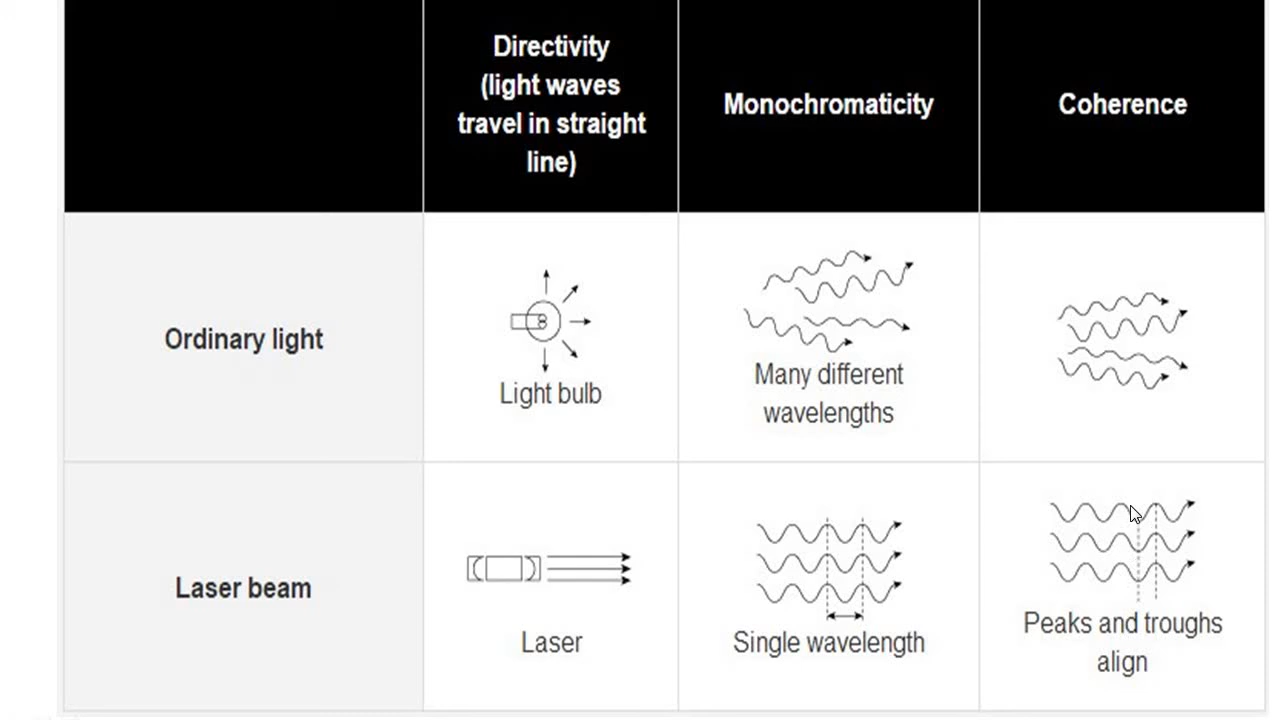 Directivity
(light waves
travel in straight
line)
Monochromaticity
Coherence
Ordinary light
Light bulb
Many different
wavelengths
Laser beam
Laser
Single wavelength
Peaks and troughs
align